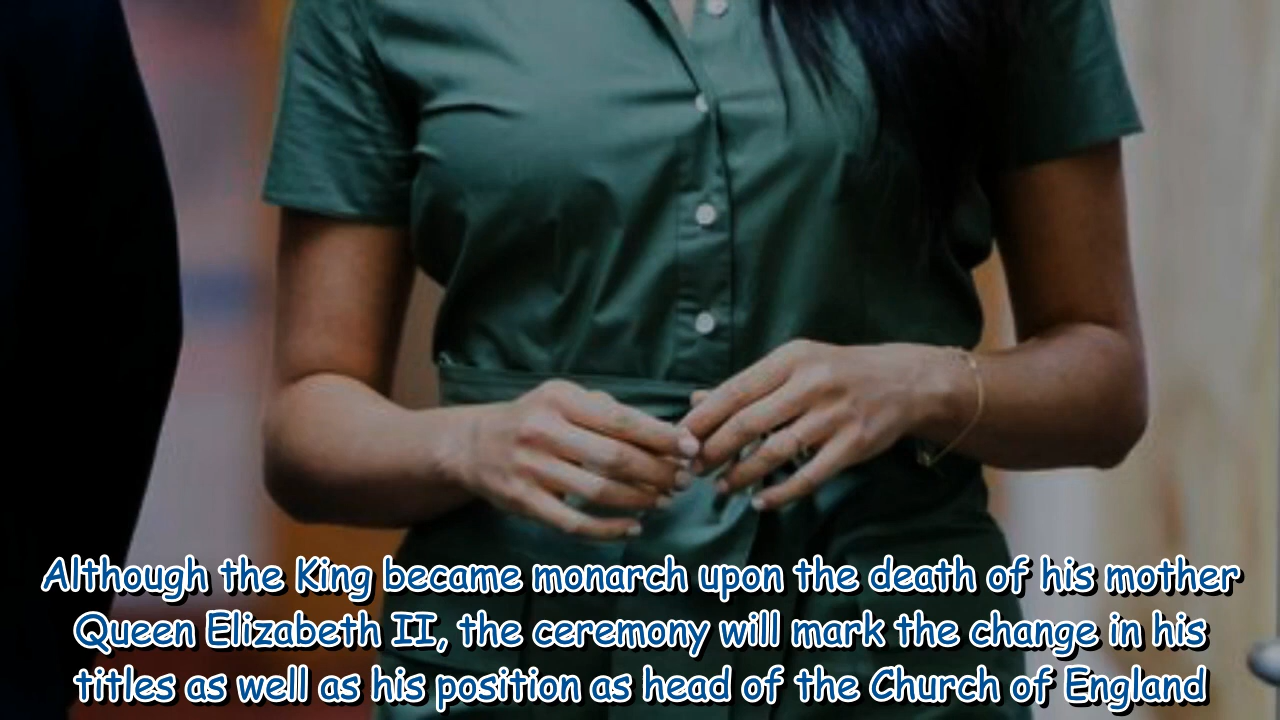 Although the King became monarch upon the death of his mother
Queen Elizabeth II, the ceremony will mark the change in his
titles as well as his position as head of the Church of England